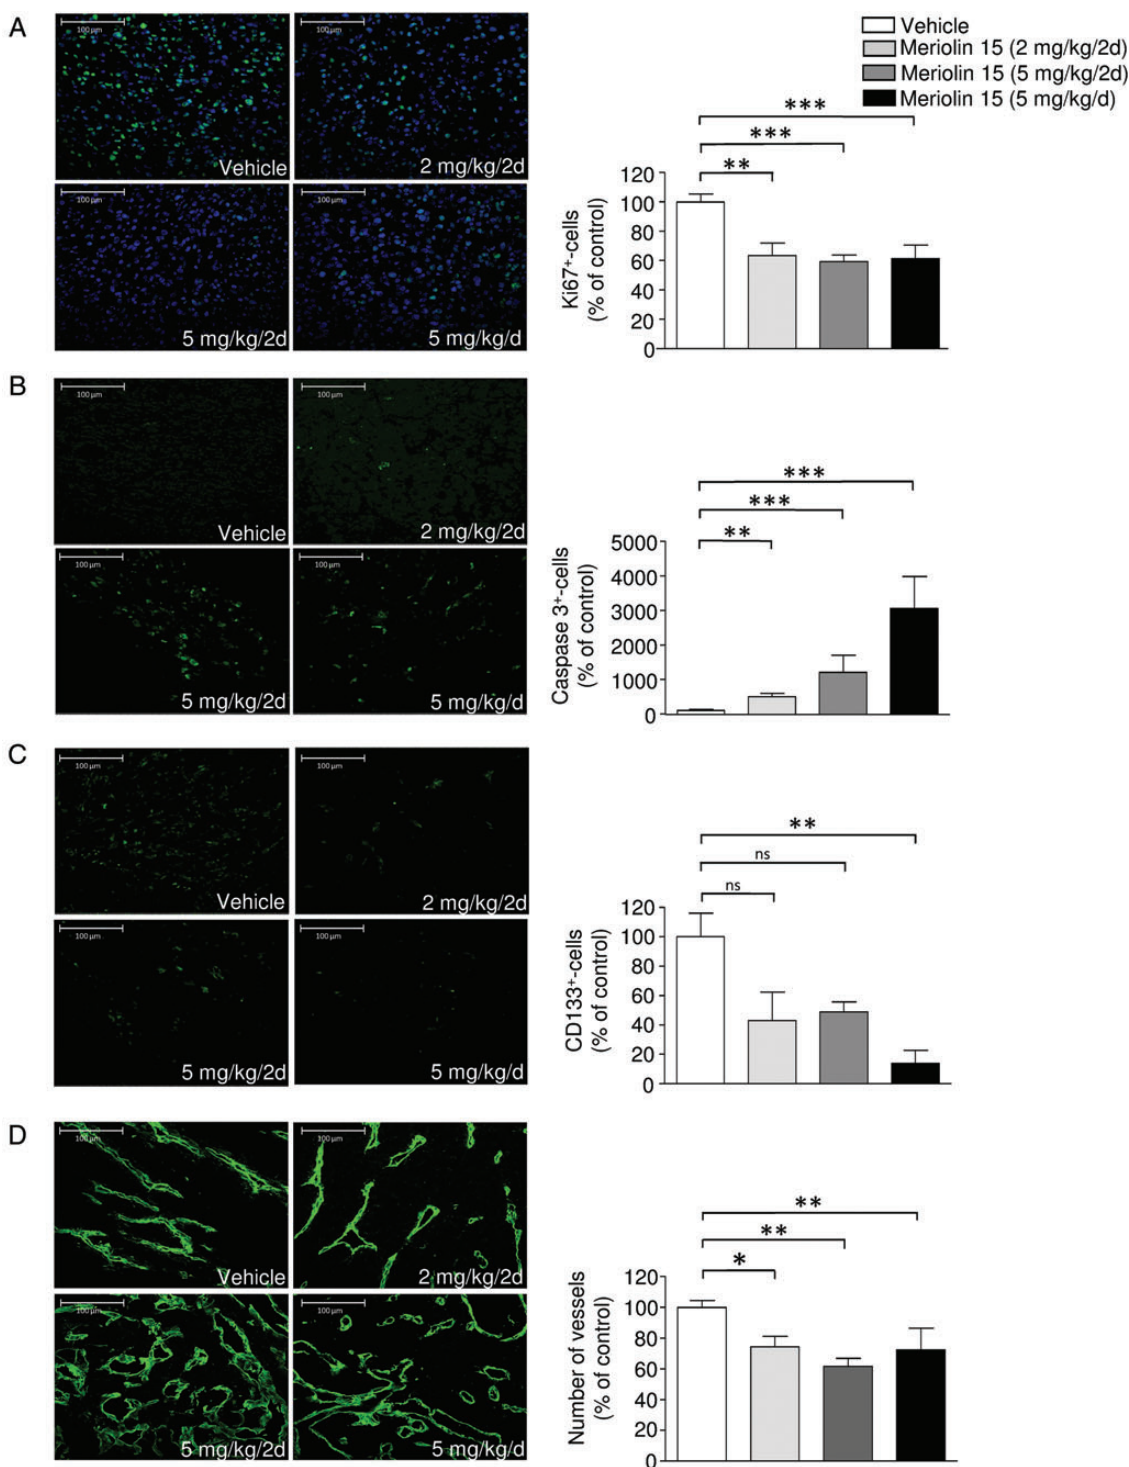 A
100 µm
Vehicle
100 µm
2 mg/kg/2d
100 µm
5 mg/kg/2d
100 µm
5 mg/kg/d
Vehicle
Meriolin 15 (2 mg/kg/2d)
Meriolin 15 (5 mg/kg/2d)
Meriolin 15 (5 mg/kg/d)
***
***
**
Ki67⁺-cells
(% of control)
120
100
80
60
40
20
0
B
100 µm
Vehicle
100 µm
2 mg/kg/2d
100 µm
5 mg/kg/2d
100 µm
5 mg/kg/d
***
***
**
Caspase 3⁺-cells
(% of control)
5000
4000
3000
2000
1000
0
C
100 µm
Vehicle
100 µm
2 mg/kg/2d
100 µm
5 mg/kg/2d
100 µm
5 mg/kg/d
**
ns
ns
CD133⁺-cells
(% of control)
120
100
80
60
40
20
0
D
100 µm
Vehicle
100 µm
2 mg/kg/2d
100 µm
5 mg/kg/2d
100 µm
5 mg/kg/d
**
**
*
Number of vessels
(% of control)
120
100
80
60
40
20
0